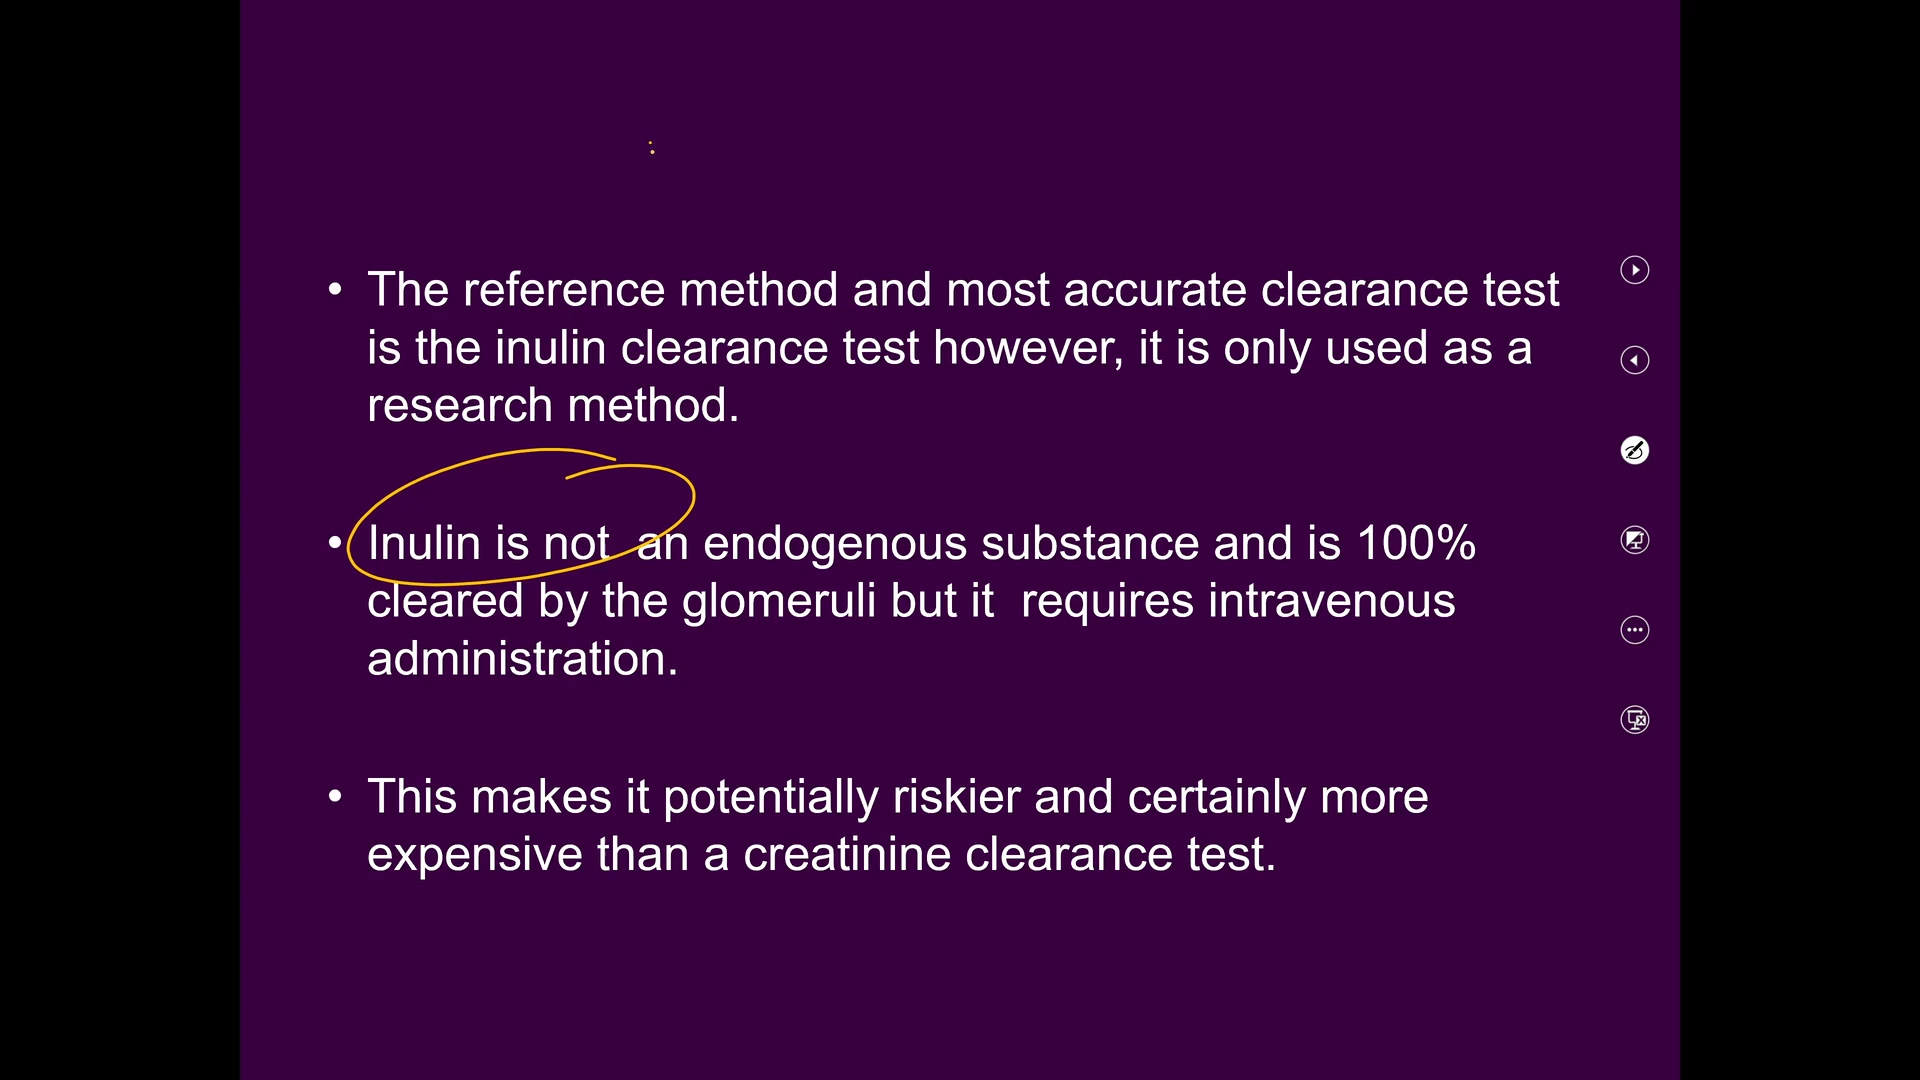 • The reference method and most accurate clearance test
is the inulin clearance test however, it is only used as a
research method.
• Inulin is not  an endogenous substance and is 100%
cleared by the glomeruli but it  requires intravenous
administration.
• This makes it potentially riskier and certainly more
expensive than a creatinine clearance test.